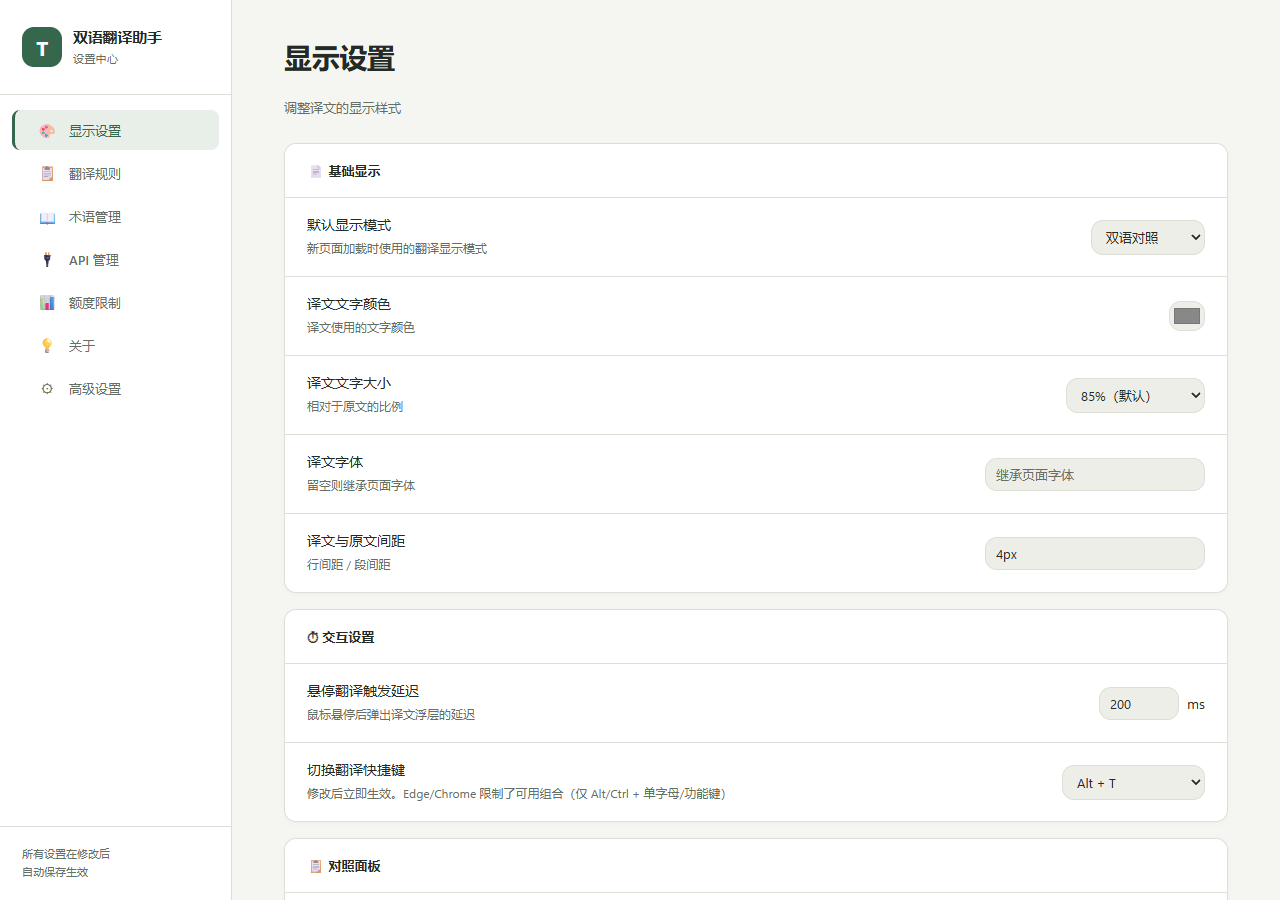 T
双语翻译助手
设置中心
显示设置
翻译规则
术语管理
API 管理
额度限制
关于
高级设置
所有设置在修改后
自动保存生效
显示设置
调整译文的显示样式
基础显示
默认显示模式
新页面加载时使用的翻译显示模式
双语对照
译文文字颜色
译文使用的文字颜色
译文文字大小
相对于原文的比例
85%（默认）
译文字体
留空则继承页面字体
继承页面字体
译文与原文间距
行间距 / 段间距
4px
交互设置
悬停翻译触发延迟
鼠标悬停后弹出译文浮层的延迟
200 ms
切换翻译快捷键
修改后立即生效。Edge/Chrome 限制了可用组合（仅 Alt/Ctrl + 单字母/功能键）
Alt + T
对照面板